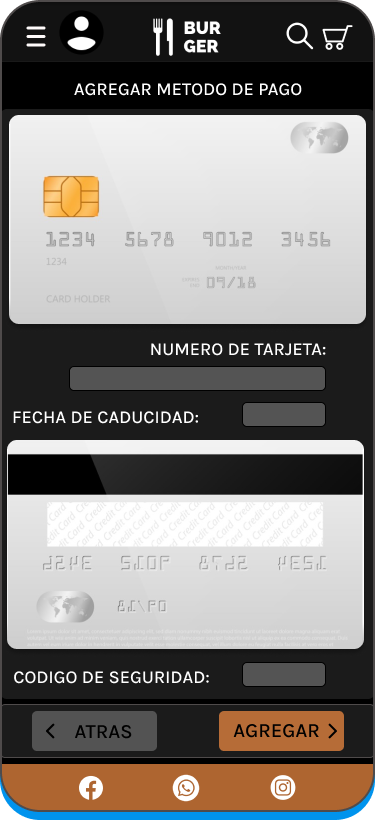 BUR
GER
AGREGAR METODO DE PAGO
1234 5678 9012 3456
1234
09/18
CARD HOLDER
NUMERO DE TARJETA:
FECHA DE CADUCIDAD:
Credit Card Credit Card Credit Card
CODIGO DE SEGURIDAD:
ATRAS
AGREGAR